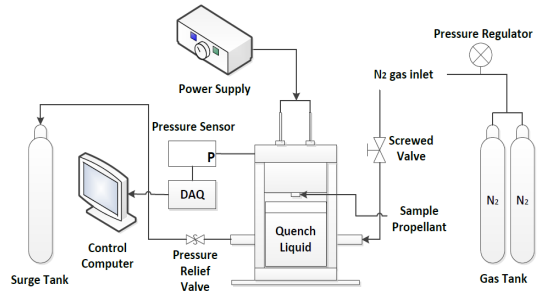 Pressure Regulator
N2 gas inlet
Power Supply
Pressure Sensor
P
Screwed
Valve
DAQ
N2
N2
Sample
Propellant
Quench
Liquid
Control
Computer
Pressure
Relief
Valve
Surge Tank
Gas Tank